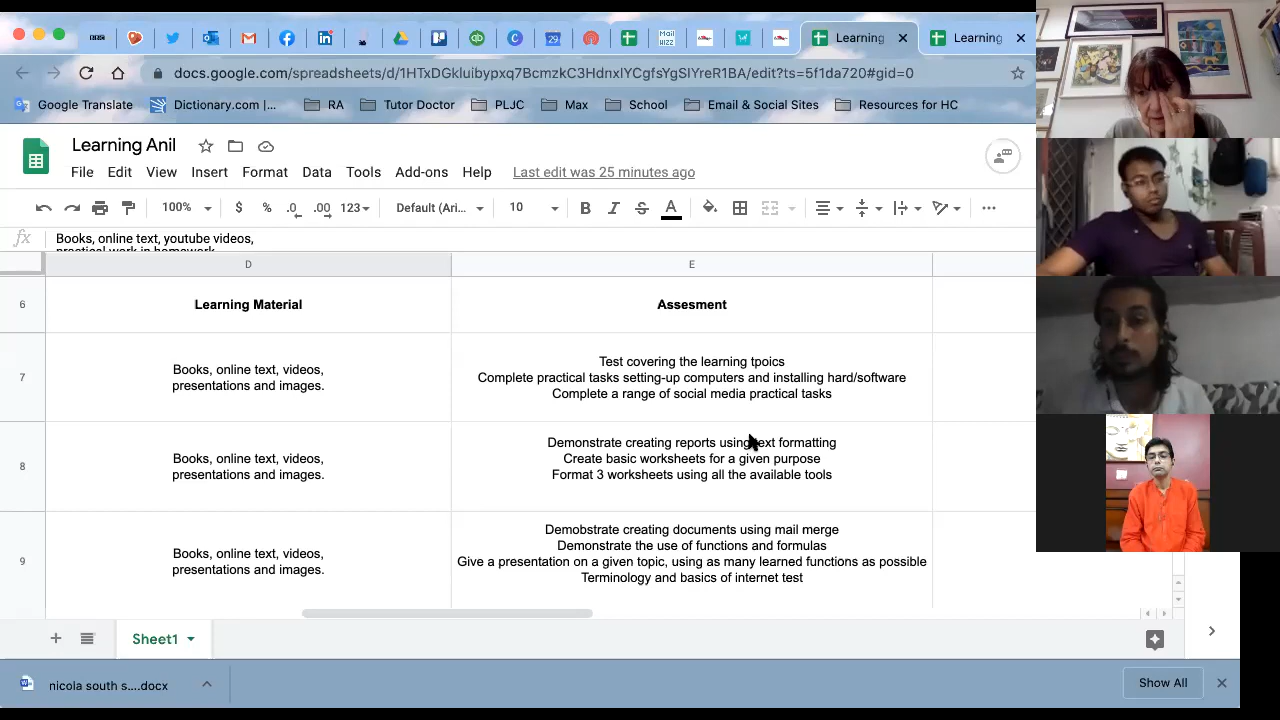 Mail
WIZZ
29
Learning
Learning
docs.google.com/spreadsheets/d/1HTxDGkluibypxq7BcmzkC3HdnxlYCgfsYgSIYreR1BA/edit?ts=5f1da720#gid=0
Google Translate
Dictionary.com |...
RA
Tutor Doctor
PLJC
Max
School
Email & Social Sites
Resources for HC
Learning Anil
File Edit View Insert Format Data Tools Add-ons Help Last edit was 25 minutes ago
100% $ % .0 .00 123 Default (Ari... 10 B I S A
fx Books, online text, youtube videos,
practical work in homework
D E
6 Learning Material Assesment
Test covering the learning tpoics
7 Books, online text, videos, Complete practical tasks setting-up computers and installing hard/software
presentations and images. Complete a range of social media practical tasks
Demonstrate creating reports using text formatting
8 Books, online text, videos, Create basic worksheets for a given purpose
presentations and images. Format 3 worksheets using all the available tools
Demobstrate creating documents using mail merge
Demonstrate the use of functions and formulas
9 Books, online text, videos, Give a presentation on a given topic, using as many learned functions as possible
presentations and images. Terminology and basics of internet test
Sheet1
nicola south s....docx
Show All